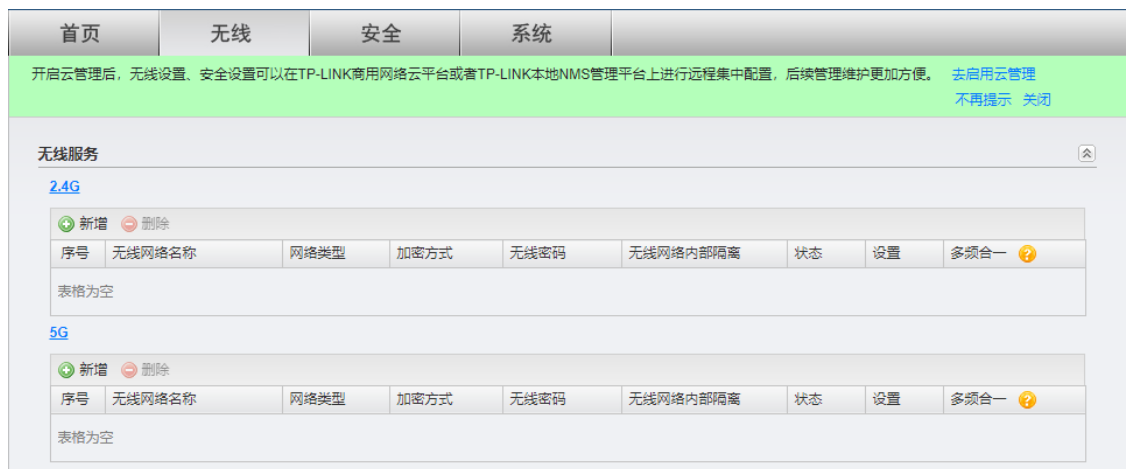 首页 无线 安全 系统
开启云管理后，无线设置、安全设置可以在TP-LINK商用网络云平台或者TP-LINK本地NMS管理平台上进行远程集中配置，后续管理维护更加方便。 去启用云管理
不再提示 关闭
无线服务
2.4G
新增 删除
序号 无线网络名称 网络类型 加密方式 无线密码 无线网络内部隔离 状态 设置 多频合一 ?
表格为空
5G
新增 删除
序号 无线网络名称 网络类型 加密方式 无线密码 无线网络内部隔离 状态 设置 多频合一 ?
表格为空